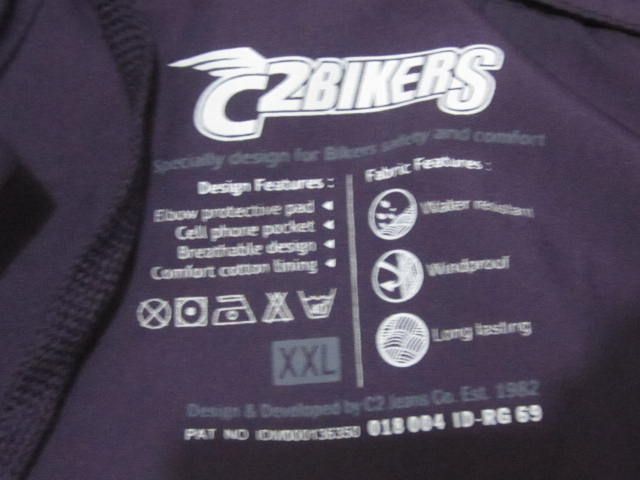 C2BIKERS
Specially design for Bikers safety and comfort
Design Features :
Elbow protective pad
Cell phone pocket
Breathable design
Comfort cotton lining
Fabric Features :
Water resistant
Windproof
Long lasting
XXL
Design & Developed by C2 Jeans Co. Est. 1982
PAT NO 018004 ID-RG 69